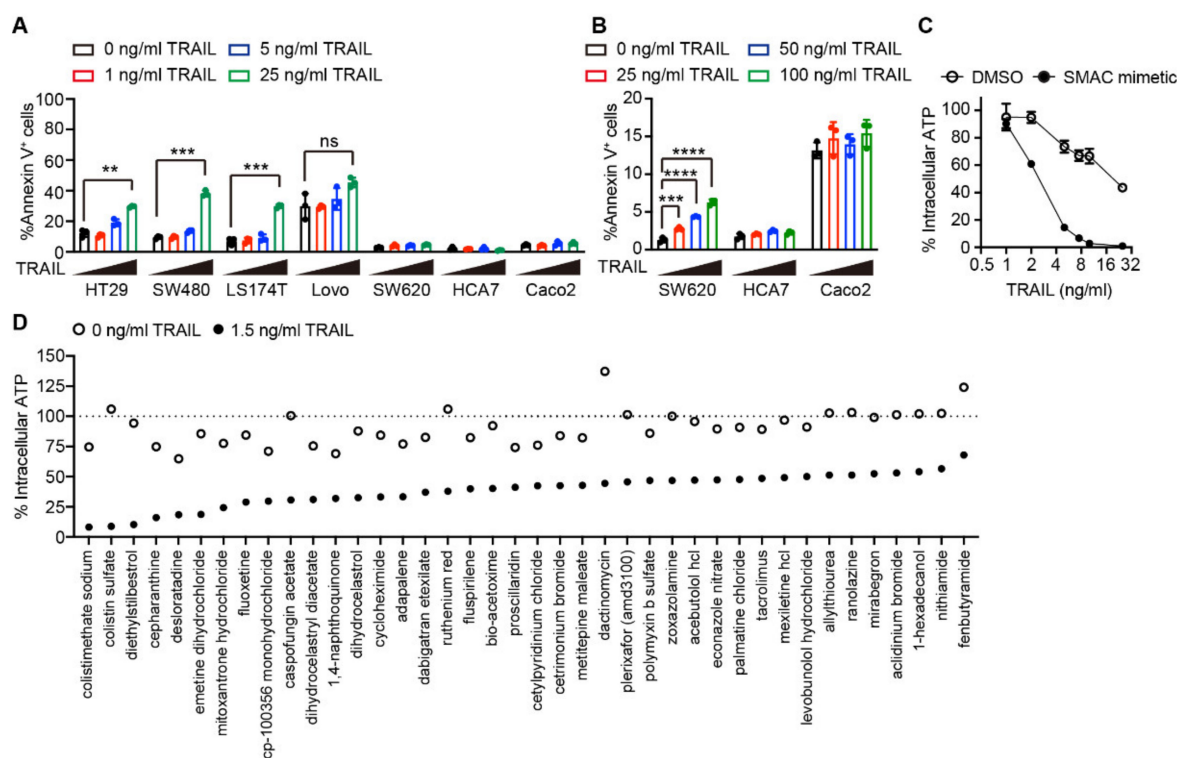 A
0 ng/ml TRAIL 5 ng/ml TRAIL
1 ng/ml TRAIL 25 ng/ml TRAIL
%Annexin V⁺ cells
100
80
60
40
20
0
** *** *** ns
TRAIL
HT29 SW480 LS174T Lovo SW620 HCA7 Caco2
B
0 ng/ml TRAIL 50 ng/ml TRAIL
25 ng/ml TRAIL 100 ng/ml TRAIL
%Annexin V⁺ cells
20
15
10
5
0
****
****
***
TRAIL
SW620 HCA7 Caco2
C
DMSO SMAC mimetic
% Intracellular ATP
100
80
60
40
20
0
0.5 1 2 4 8 16 32
TRAIL (ng/ml)
D
0 ng/ml TRAIL 1.5 ng/ml TRAIL
% Intracellular ATP
150
125
100
75
50
25
0
colistimethate sodium
colistin sulfate
diethylstilbestrol
cepharanthine
desloratadine
emetine dihydrochloride
mitoxantrone hydrochloride
fluoxetine
cp-100356 monohydrochloride
caspofungin acetate
dihydrocelastryl diacetate
1,4-naphthoquinone
dihydrocelastrol
cycloheximide
adapalene
dabigatran etexilate
ruthenium red
fluspirilene
bio-acetoxime
proscillaridin
cetylpyridinium chloride
cetrimonium bromide
metitepine maleate
dactinomycin
plerixafor (amd3100)
polymyxin b sulfate
zoxazolamine
acebutolol hcl
econazole nitrate
palmatine chloride
tacrolimus
mexiletine hcl
levobunolol hydrochloride
allylthiourea
ranolazine
mirabegron
aclidinium bromide
1-hexadecanol
nithiamide
fenbutyramide